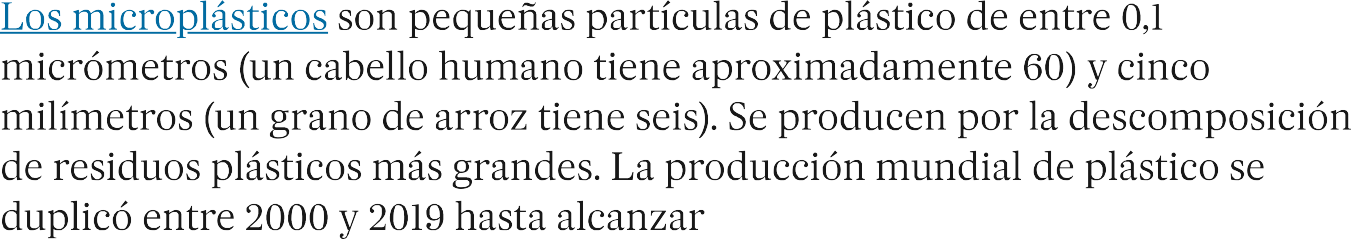 Los microplásticos son pequeñas partículas de plástico de entre 0,1
micrómetros (un cabello humano tiene aproximadamente 60) y cinco
milímetros (un grano de arroz tiene seis). Se producen por la descomposición
de residuos plásticos más grandes. La producción mundial de plástico se
duplicó entre 2000 y 2019 hasta alcanzar